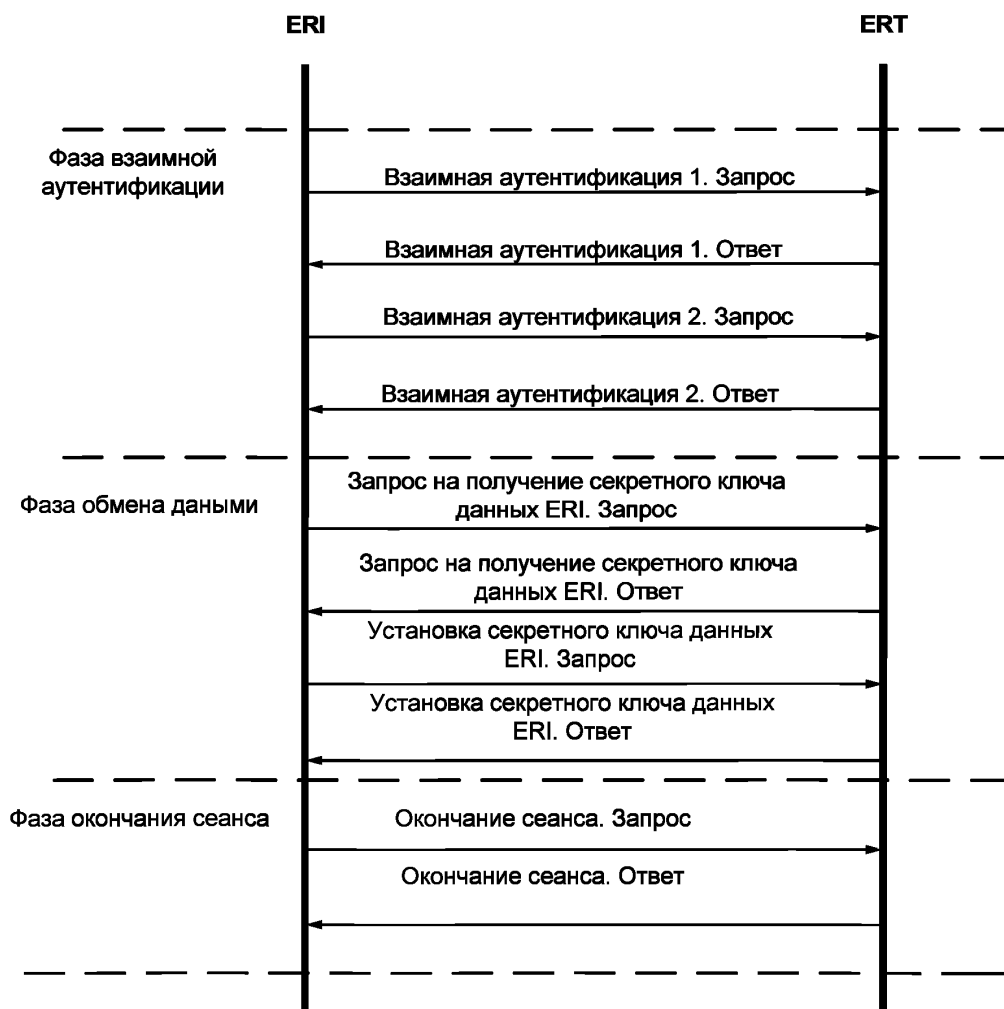 ERI
ERT
Фаза взаимной
аутентификации
Взаимная аутентификация 1. Запрос
Взаимная аутентификация 1. Ответ
Взаимная аутентификация 2. Запрос
Взаимная аутентификация 2. Ответ
Фаза обмена даными
Запрос на получение секретного ключа
данных ERI. Запрос
Запрос на получение секретного ключа
данных ERI. Ответ
Установка секретного ключа данных
ERI. Запрос
Установка секретного ключа данных
ERI. Ответ
Фаза окончания сеанса
Окончание сеанса. Запрос
Окончание сеанса. Ответ